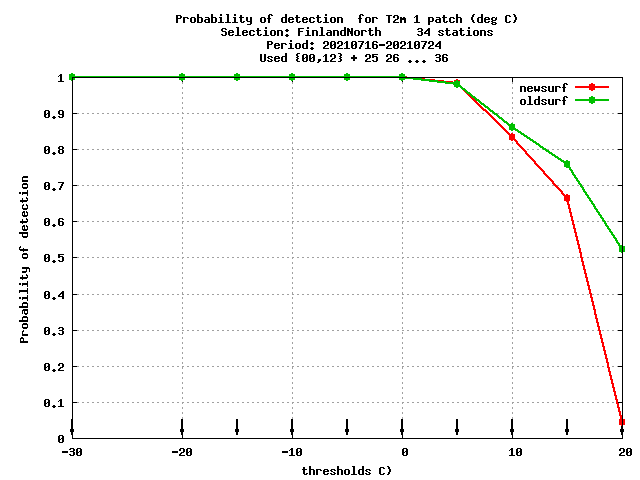 Probability of detection  for T2m 1 patch (deg C)
Selection: FinlandNorth     34 stations
Period: 20210716-20210724
Used {00,12} + 25 26 ... 36
newsurf
oldsurf
Probability of detection
1
0.9
0.8
0.7
0.6
0.5
0.4
0.3
0.2
0.1
0
-30
-20
-10
0
10
20
thresholds C)